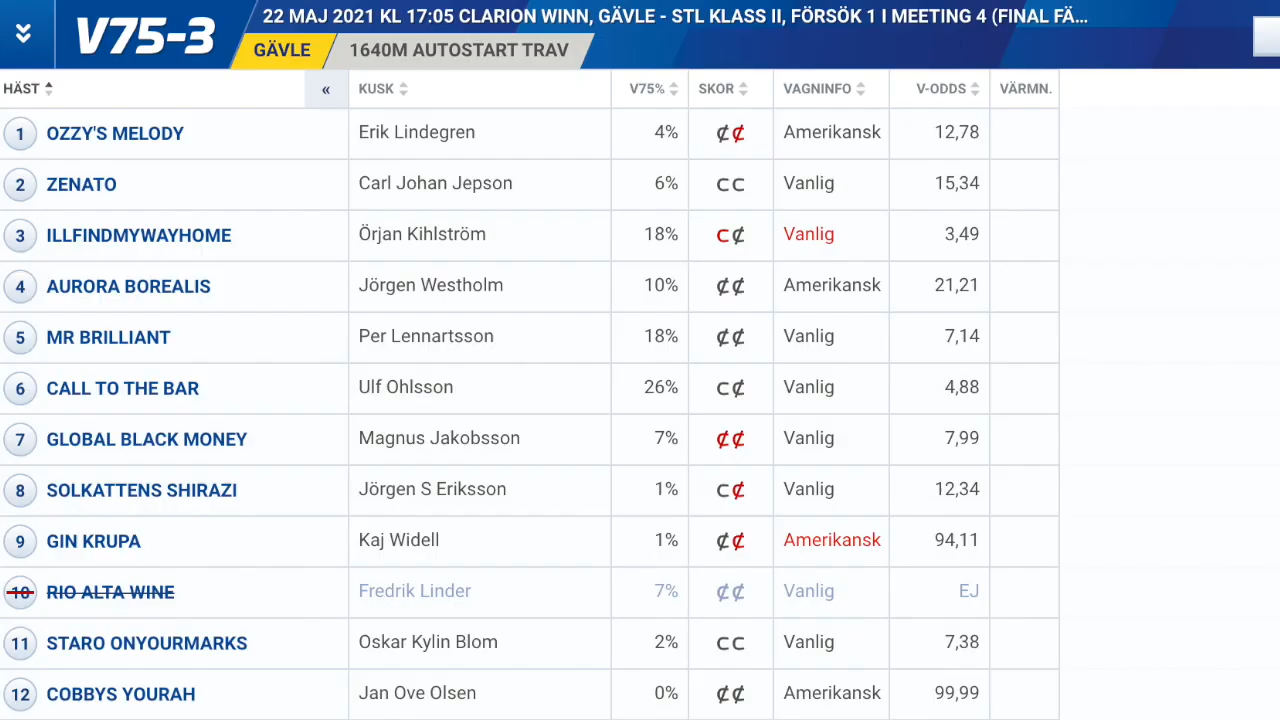 V75-3
22 MAJ 2021 KL 17:05 CLARION WINN, GÄVLE - STL KLASS II, FÖRSÖK 1 I MEETING 4 (FINAL FÄ...
GÄVLE 1640M AUTOSTART TRAV
HÄST « KUSK V75% SKOR VAGNINFO V-ODDS VÄRMN.
1 OZZY'S MELODY Erik Lindegren 4% ₵₵ Amerikansk 12,78
2 ZENATO Carl Johan Jepson 6% CC Vanlig 15,34
3 ILLFINDMYWAYHOME Örjan Kihlström 18% C₵ Vanlig 3,49
4 AURORA BOREALIS Jörgen Westholm 10% ₵₵ Amerikansk 21,21
5 MR BRILLIANT Per Lennartsson 18% ₵₵ Vanlig 7,14
6 CALL TO THE BAR Ulf Ohlsson 26% C₵ Vanlig 4,88
7 GLOBAL BLACK MONEY Magnus Jakobsson 7% ₵₵ Vanlig 7,99
8 SOLKATTENS SHIRAZI Jörgen S Eriksson 1% C₵ Vanlig 12,34
9 GIN KRUPA Kaj Widell 1% ₵₵ Amerikansk 94,11
10 RIO ALTA WINE Fredrik Linder 7% ₵₵ Vanlig EJ
11 STARO ONYOURMARKS Oskar Kylin Blom 2% CC Vanlig 7,38
12 COBBYS YOURAH Jan Ove Olsen 0% ₵₵ Amerikansk 99,99